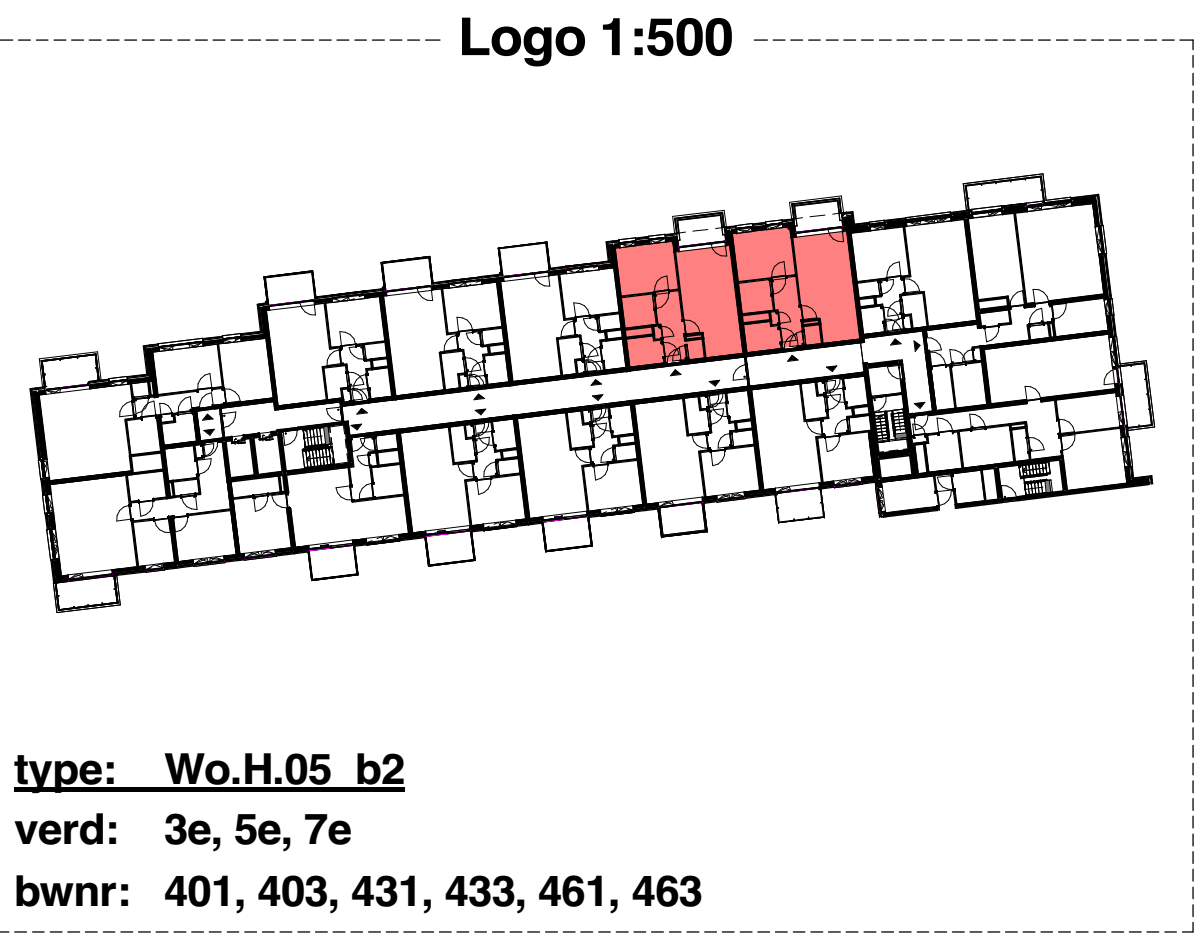 Logo 1:500
type: Wo.H.05_b2
verd: 3e, 5e, 7e
bwnr: 401, 403, 431, 433, 461, 463